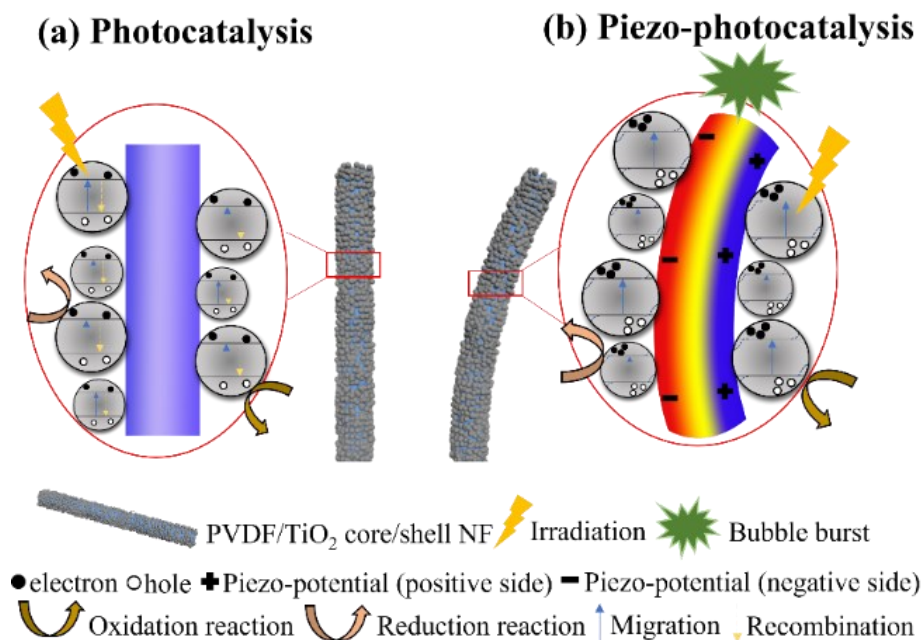 (a) Photocatalysis
(b) Piezo-photocatalysis
PVDF/TiO₂ core/shell NF
Irradiation
Bubble burst
electron
hole
Piezo-potential (positive side)
Piezo-potential (negative side)
Oxidation reaction
Reduction reaction
Migration
Recombination